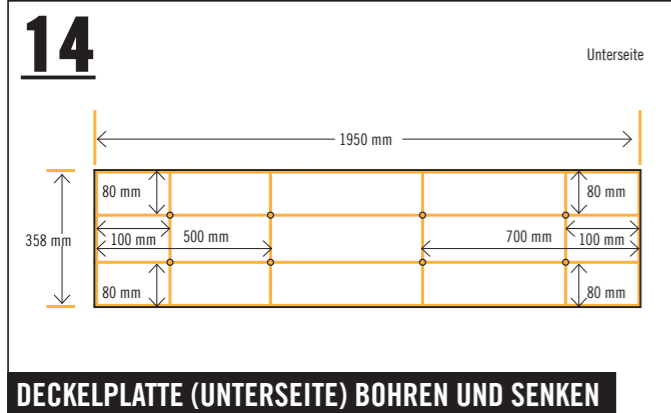 14
Unterseite
1950 mm
80 mm 80 mm
358 mm 100 mm 500 mm 700 mm 100 mm
80 mm 80 mm
DECKELPLATTE (UNTERSEITE) BOHREN UND SENKEN